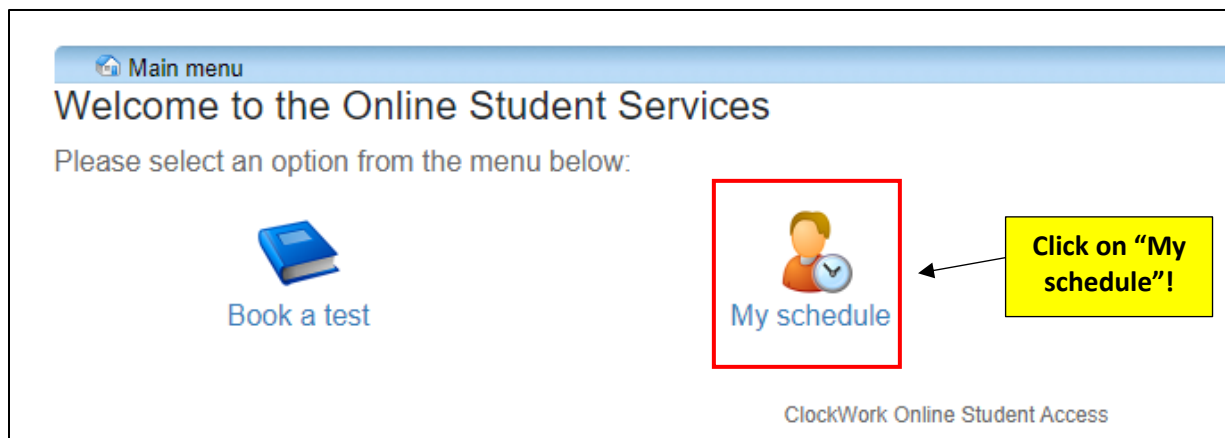 Main menu
Welcome to the Online Student Services
Please select an option from the menu below:
Book a test
My schedule
Click on “My
schedule”!
ClockWork Online Student Access